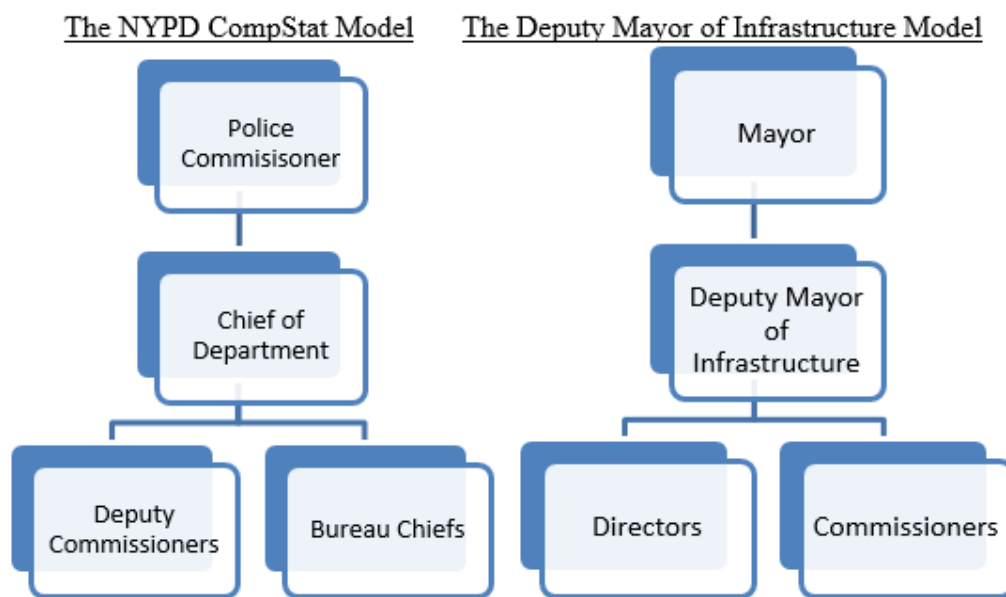 The NYPD CompStat Model
Police
Commisisoner
Chief of
Department
Deputy
Commissioners
Bureau Chiefs
The Deputy Mayor of Infrastructure Model
Mayor
Deputy Mayor
of
Infrastructure
Directors
Commissioners